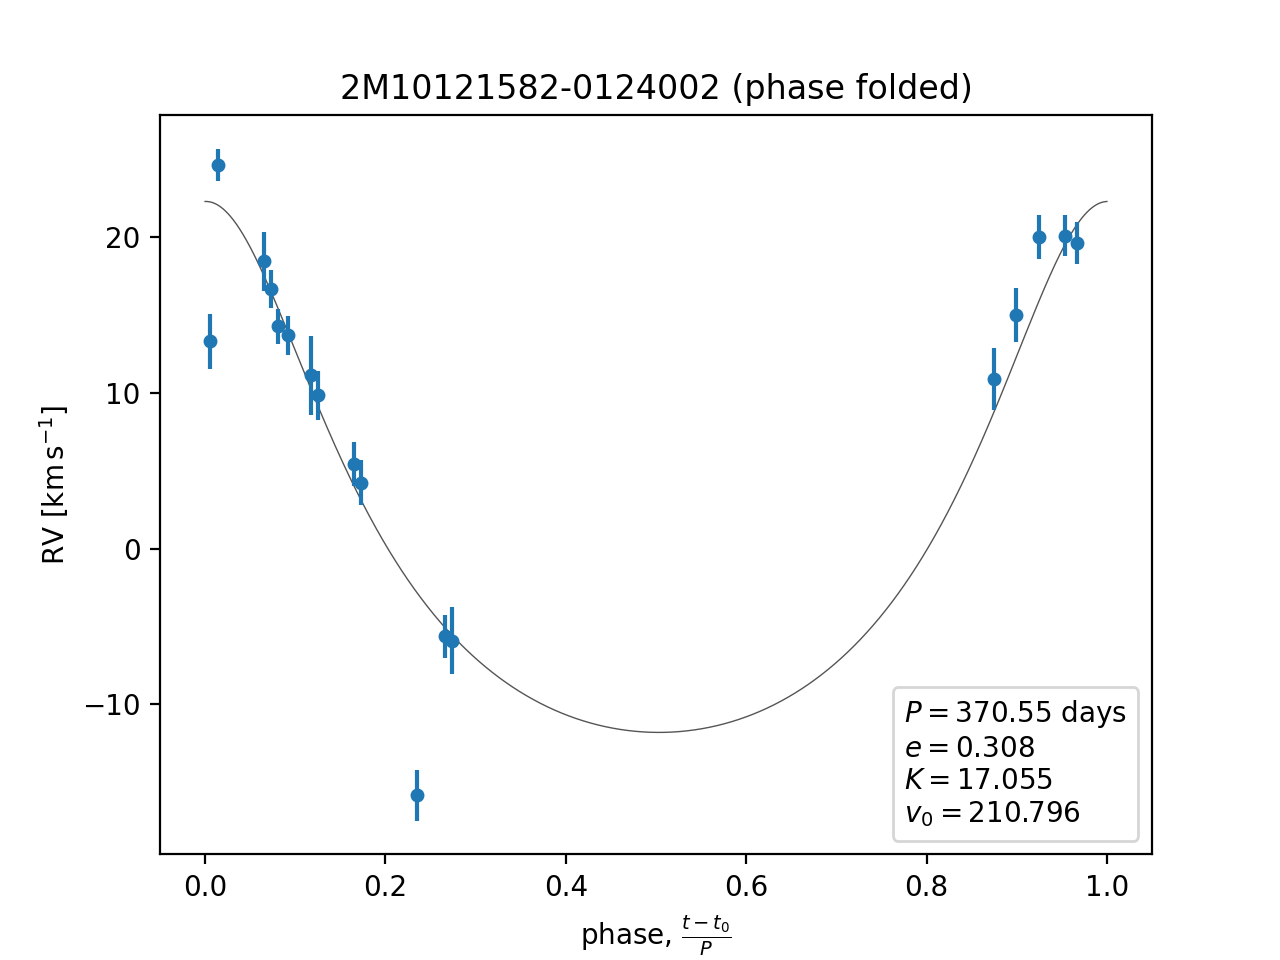 2M10121582-0124002 (phase folded)
RV [km s⁻¹]
20
10
0
−10
P = 370.55 days
e = 0.308
K = 17.055
v₀ = 210.796
0.0 0.2 0.4 0.6 0.8 1.0
phase, (t − t₀)/P